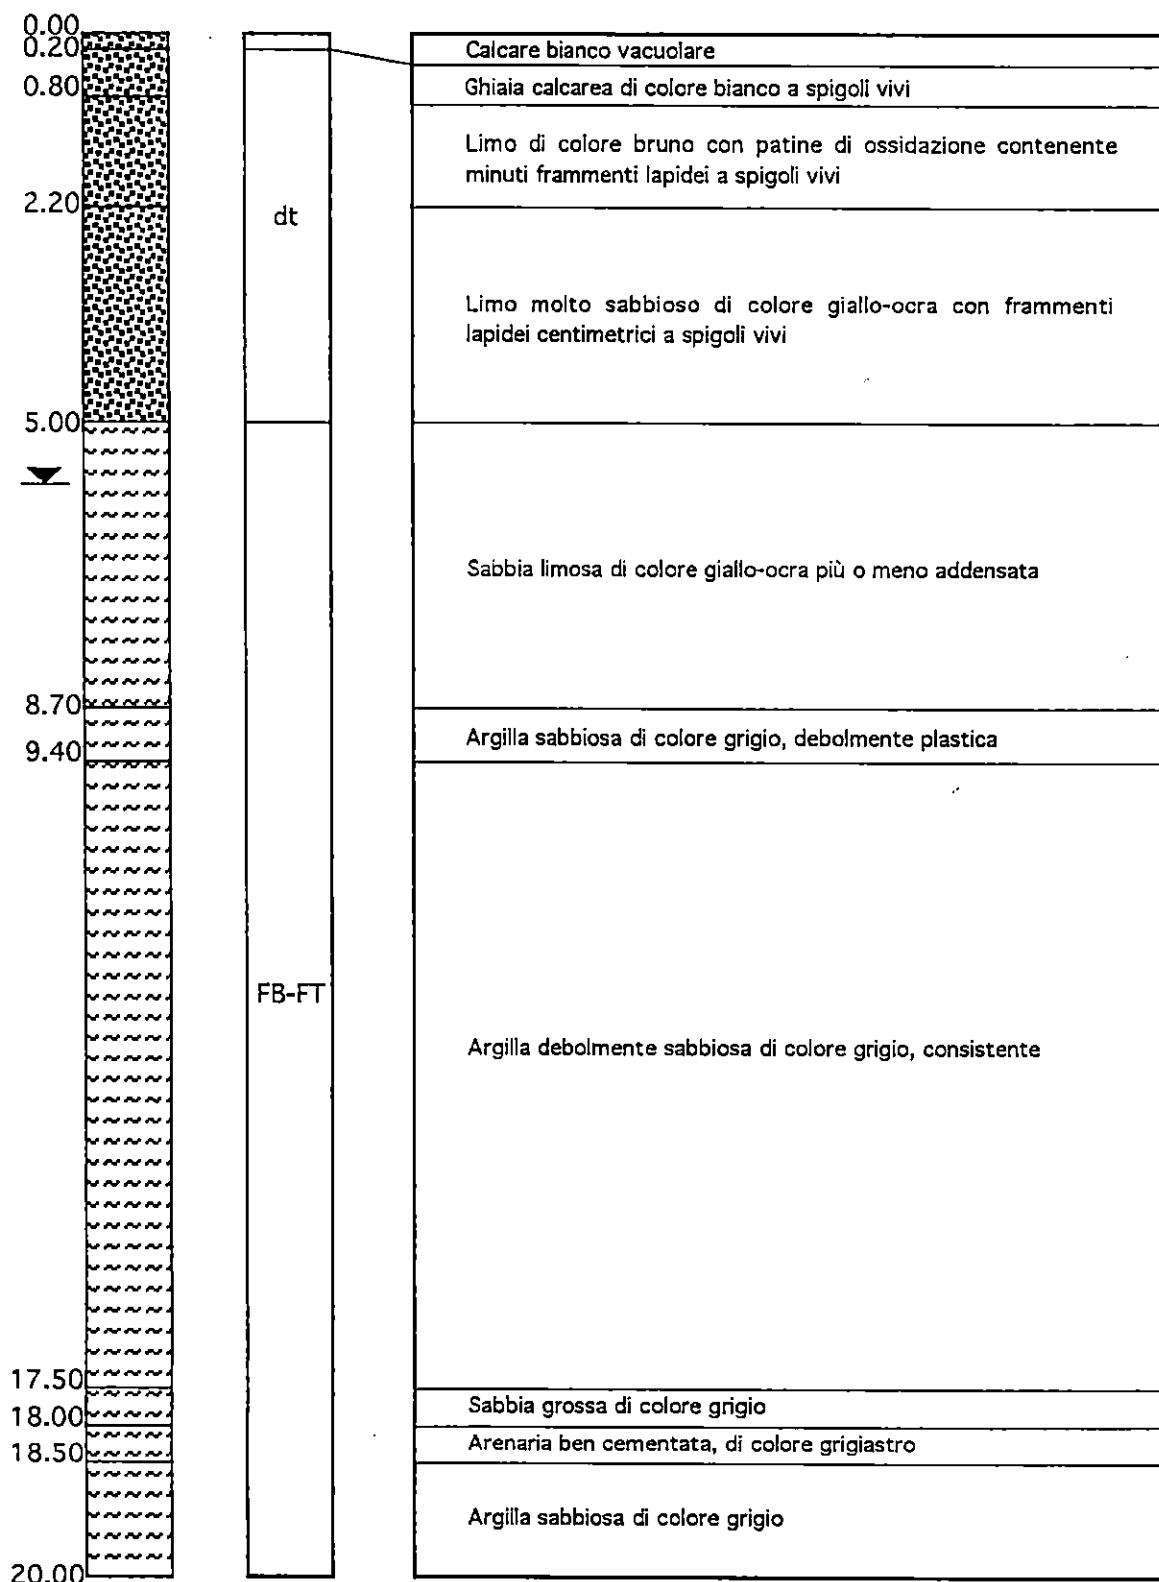 0.00
0.20
0.80
2.20
5.00
8.70
9.40
17.50
18.00
18.50
20.00
dt
FB-FT
Calcare bianco vacuolare
Ghiaia calcarea di colore bianco a spigoli vivi
Limo di colore bruno con patine di ossidazione contenente
minuti frammenti lapidei a spigoli vivi
Limo molto sabbioso di colore giallo-ocra con frammenti
lapidei centimetrici a spigoli vivi
Sabbia limosa di colore giallo-ocra più o meno addensata
Argilla sabbiosa di colore grigio, debolmente plastica
Argilla debolmente sabbiosa di colore grigio, consistente
Sabbia grossa di colore grigio
Arenaria ben cementata, di colore grigiastro
Argilla sabbiosa di colore grigio